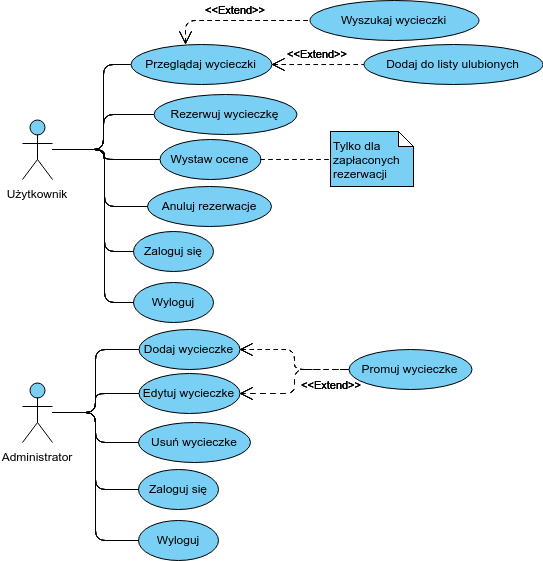 <<Extend>>
Wyszukaj wycieczki
Przeglądaj wycieczki
<<Extend>>
Dodaj do listy ulubionych
Rezerwuj wycieczkę
Wystaw ocene
Tylko dla
zapłaconych
rezerwacji
Użytkownik
Anuluj rezerwacje
Zaloguj się
Wyloguj
Dodaj wycieczke
Promuj wycieczke
<<Extend>>
Edytuj wycieczke
Usuń wycieczke
Administrator
Zaloguj się
Wyloguj